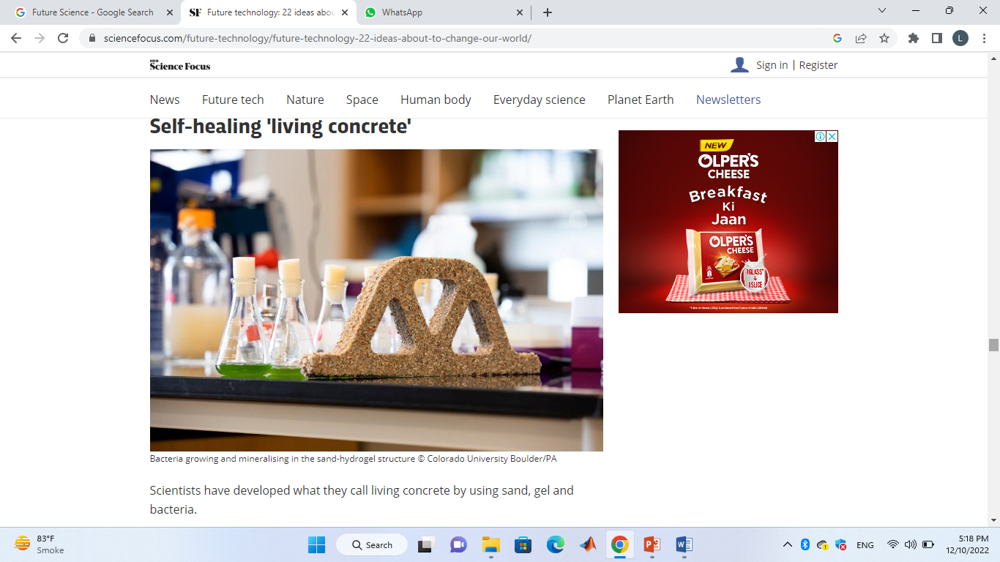 Future Science - Google Search
SF Future technology: 22 ideas abou
WhatsApp
sciencefocus.com/future-technology/future-technology-22-ideas-about-to-change-our-world/
L
Science Focus
Sign in | Register
News Future tech Nature Space Human body Everyday science Planet Earth Newsletters
Self-healing 'living concrete'
NEW
OLPER'S
CHEESE
Breakfast
Ki
Jaan
OLPER'S
CHEESE
1 GLASS*
1 SLICE
Bacteria growing and mineralising in the sand-hydrogel structure © Colorado University Boulder/PA
Scientists have developed what they call living concrete by using sand, gel and
bacteria.
83°F
Smoke
Search
ENG
5:18 PM
12/10/2022